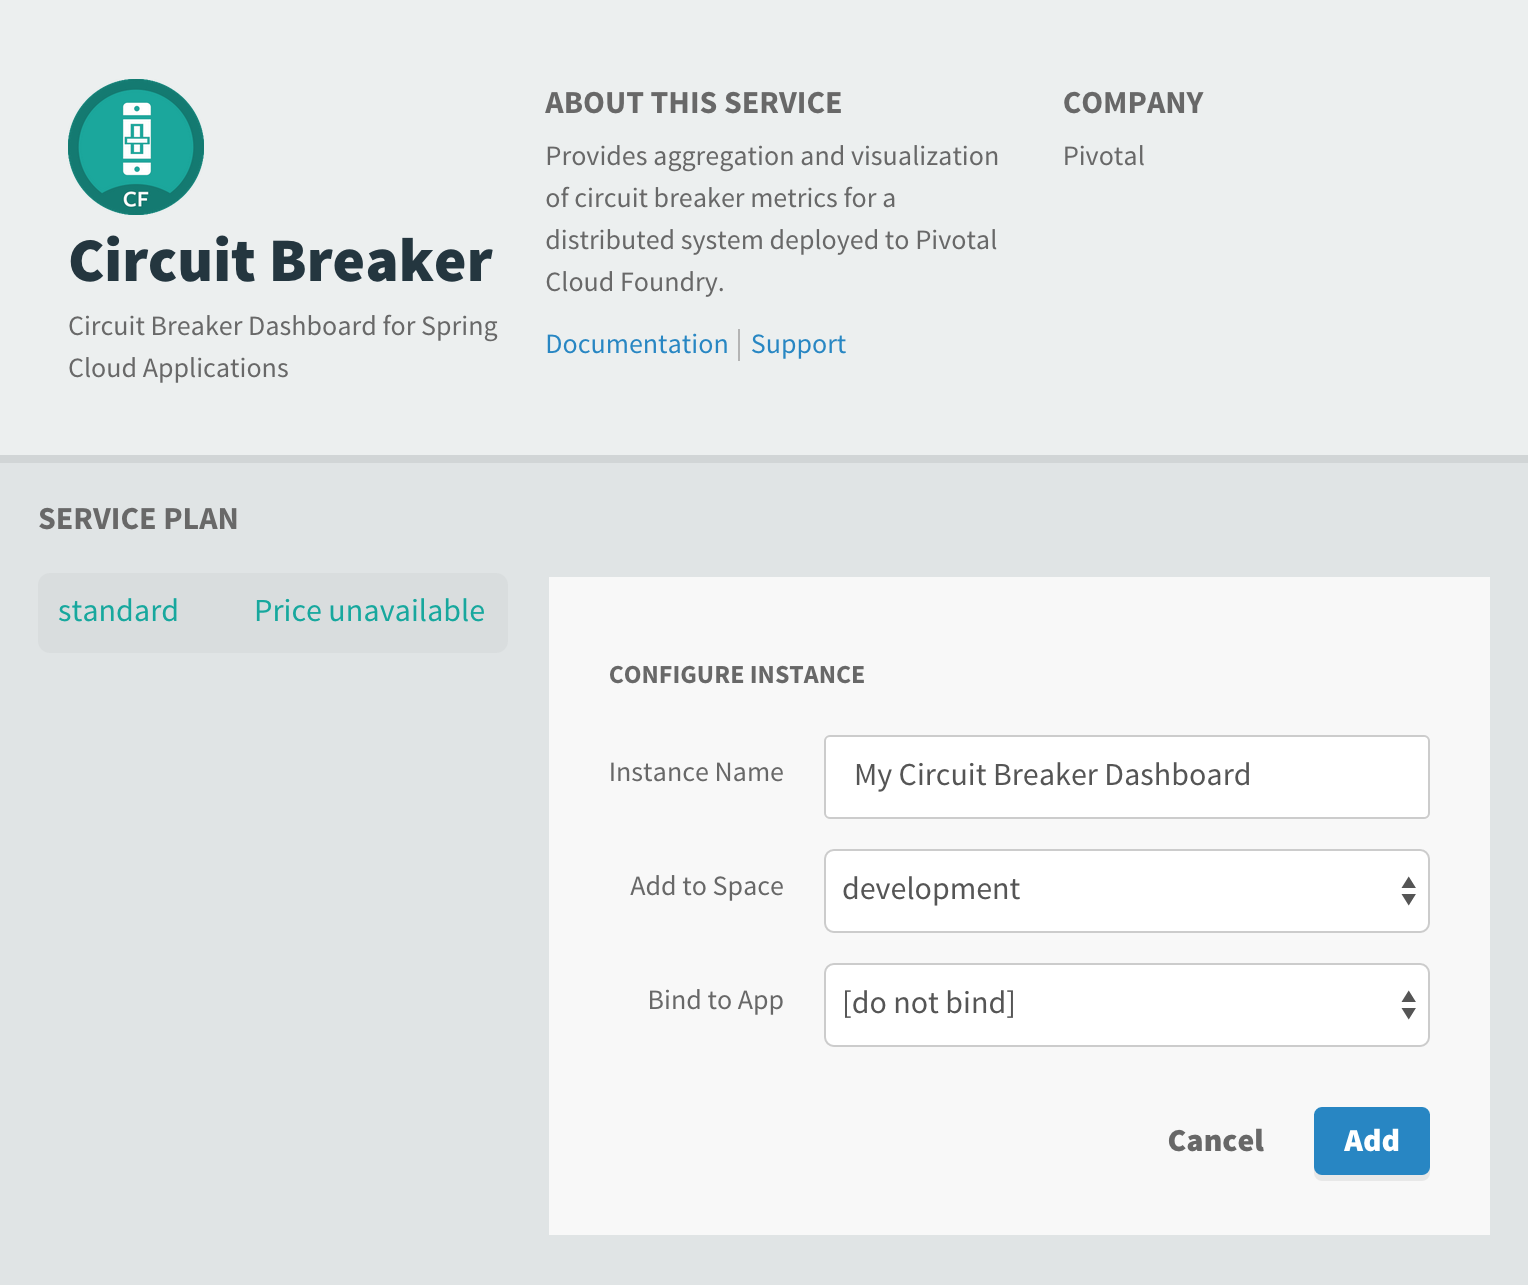 CF
Circuit Breaker
Circuit Breaker Dashboard for Spring
Cloud Applications
ABOUT THIS SERVICE
Provides aggregation and visualization
of circuit breaker metrics for a
distributed system deployed to Pivotal
Cloud Foundry.
Documentation | Support
COMPANY
Pivotal
SERVICE PLAN
standard Price unavailable
CONFIGURE INSTANCE
Instance Name My Circuit Breaker Dashboard
Add to Space development
Bind to App [do not bind]
Cancel Add